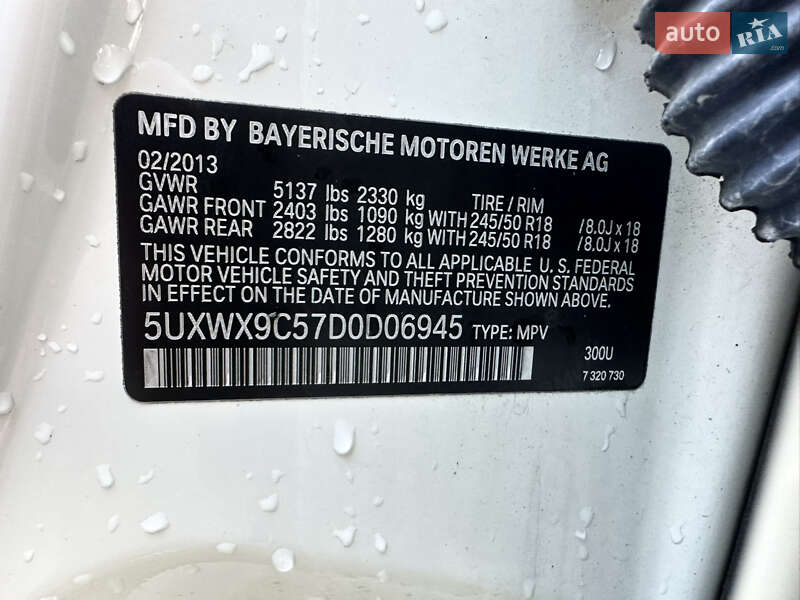 auto RIA
.com
MFD BY BAYERISCHE MOTOREN WERKE AG
02/2013
GVWR 5137 lbs 2330 kg TIRE / RIM
GAWR FRONT 2403 lbs 1090 kg WITH 245/50 R18 / 8.0J x 18
GAWR REAR 2822 lbs 1280 kg WITH 245/50 R18 / 8.0J x 18
THIS VEHICLE CONFORMS TO ALL APPLICABLE U. S. FEDERAL
MOTOR VEHICLE SAFETY AND THEFT PREVENTION STANDARDS
IN EFFECT ON THE DATE OF MANUFACTURE SHOWN ABOVE.
5UXWX9C57D0D06945 TYPE: MPV
300U
7 320 730